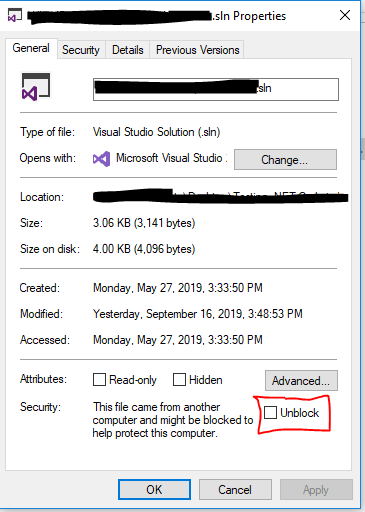 .sln Properties
General Security Details Previous Versions
.sln
Type of file: Visual Studio Solution (.sln)
Opens with: Microsoft Visual Studio Change...
Location:
Size: 3.06 KB (3,141 bytes)
Size on disk: 4.00 KB (4,096 bytes)
Created: Monday, May 27, 2019, 3:33:50 PM
Modified: Yesterday, September 16, 2019, 3:48:53 PM
Accessed: Monday, May 27, 2019, 3:33:50 PM
Attributes: Read-only Hidden Advanced...
Security: This file came from another
computer and might be blocked to Unblock
help protect this computer.
OK Cancel Apply